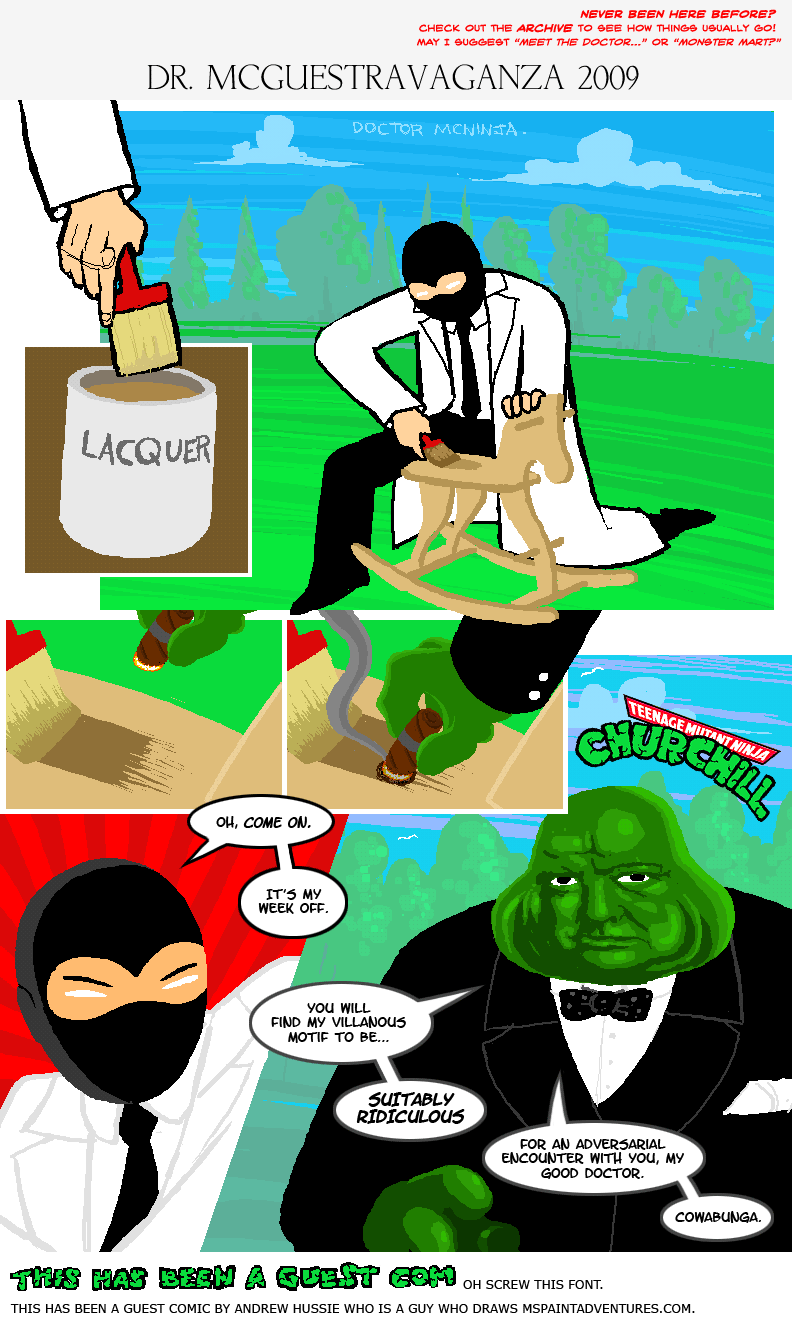 NEVER BEEN HERE BEFORE?
CHECK OUT THE ARCHIVE TO SEE HOW THINGS USUALLY GO!
MAY I SUGGEST "MEET THE DOCTOR..." OR "MONSTER MART?"
DR. MCGUESTRAVAGANZA 2009
DOCTOR MCNINJA.
LACQUER
TEENAGE MUTANT NINJA
CHURCHILL
OH, COME ON.
IT'S MY
WEEK OFF.
YOU WILL
FIND MY VILLANOUS
MOTIF TO BE...
SUITABLY
RIDICULOUS
FOR AN ADVERSARIAL
ENCOUNTER WITH YOU, MY
GOOD DOCTOR.
COWABUNGA.
THIS HAS BEEN A GUEST COM OH SCREW THIS FONT.
THIS HAS BEEN A GUEST COMIC BY ANDREW HUSSIE WHO IS A GUY WHO DRAWS MSPAINTADVENTURES.COM.